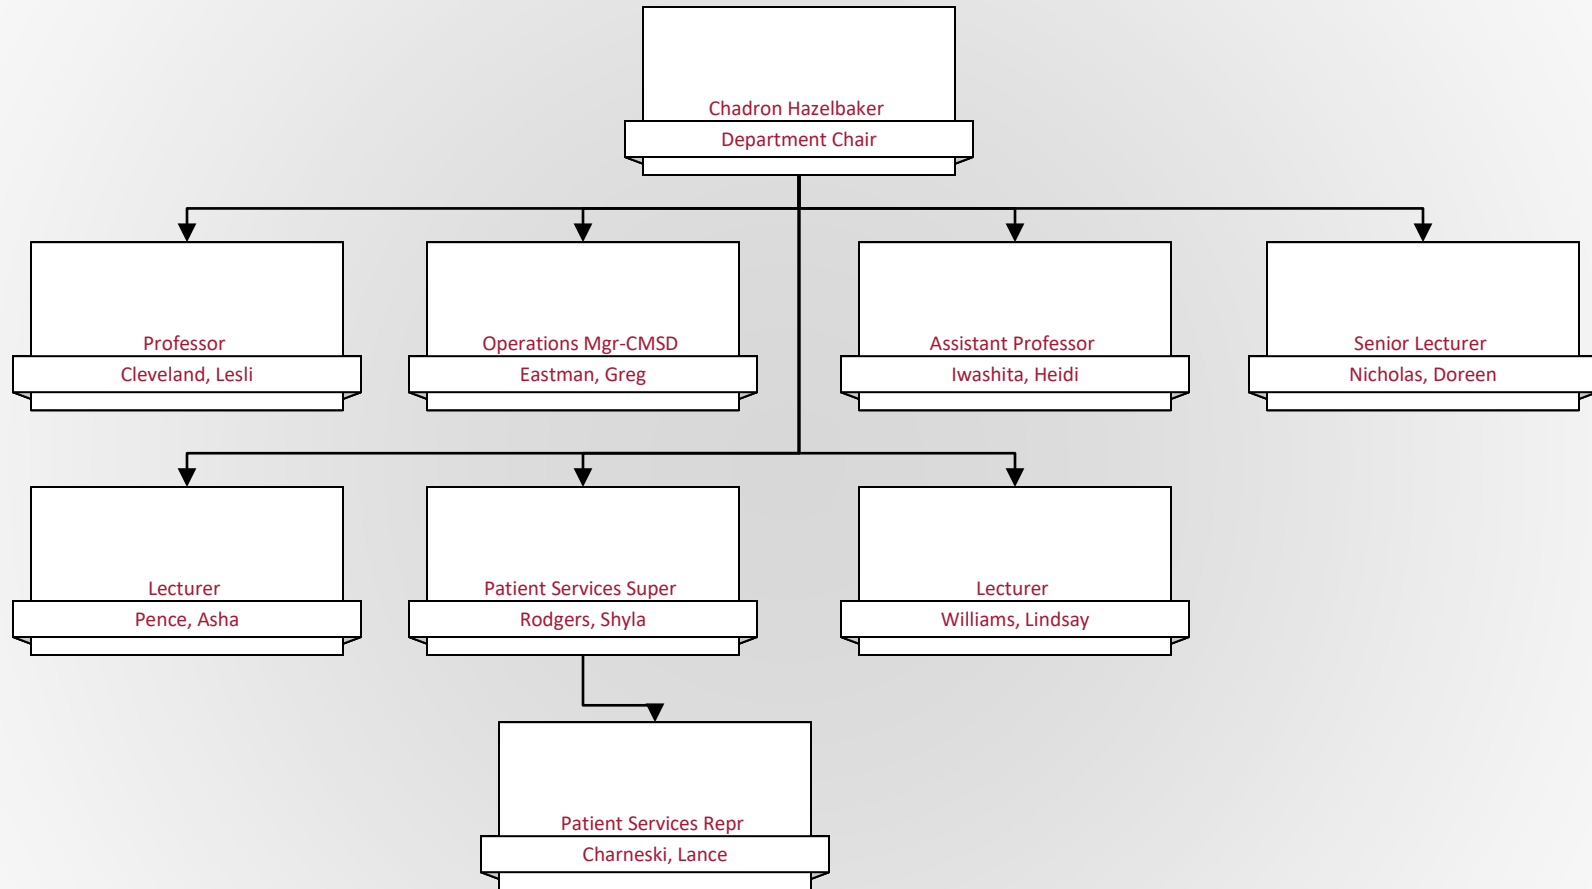 Chadron Hazelbaker
Department Chair
Professor
Cleveland, Lesli
Operations Mgr-CMSD
Eastman, Greg
Assistant Professor
Iwashita, Heidi
Senior Lecturer
Nicholas, Doreen
Lecturer
Pence, Asha
Patient Services Super
Rodgers, Shyla
Lecturer
Williams, Lindsay
Patient Services Repr
Charneski, Lance